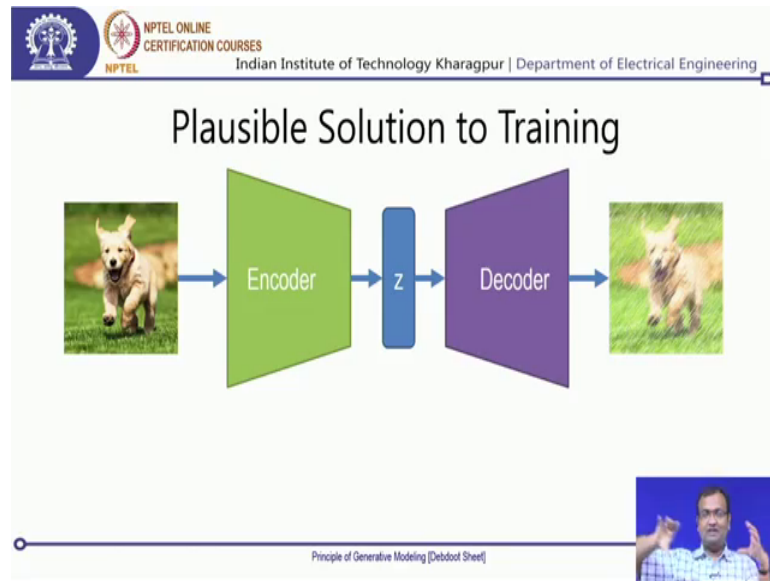 NPTEL ONLINE
CERTIFICATION COURSES
NPTEL
Indian Institute of Technology Kharagpur | Department of Electrical Engineering
Plausible Solution to Training
Encoder
z
Decoder
Principle of Generative Modeling [Debdoot Sheet]